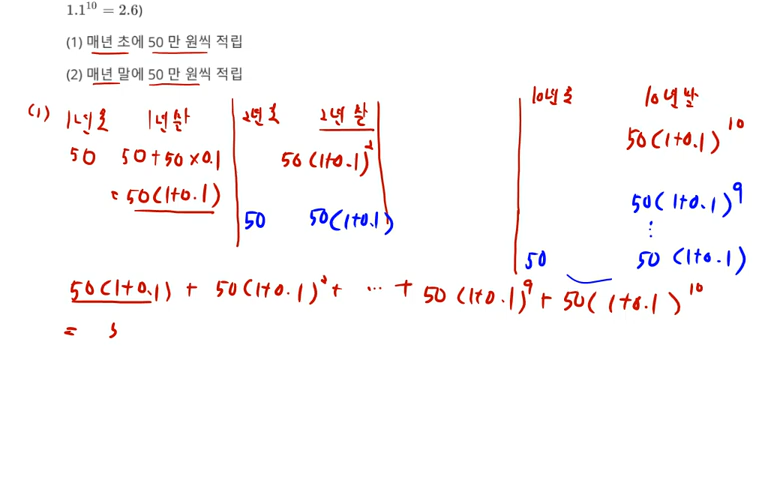 1.1^10 = 2.6)
(1) 매년 초에 50 만 원씩 적립
(2) 매년 말에 50 만 원씩 적립
(1) 1년초 1년말 2년초 2년말 10년초 10년말
50 50+50×0.1 50(1+0.1)^2 50(1+0.1)^10
= 50(1+0.1) 50(1+0.1)^9
50 50(1+0.1) ⋮
50 50(1+0.1)
50(1+0.1) + 50(1+0.1)^2 + ⋯ + 50(1+0.1)^9 + 50(1+0.1)^10
=